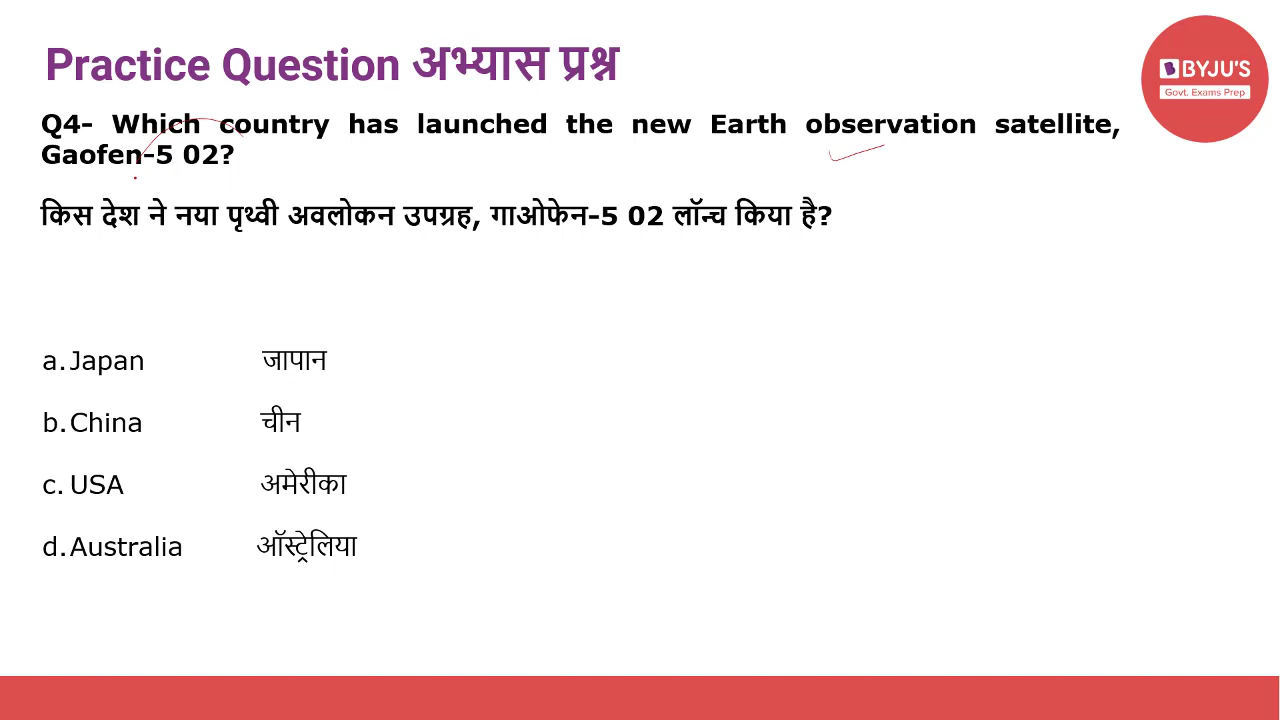 Practice Question अभ्यास प्रश्न
BYJU'S
Govt. Exams Prep
Q4- Which country has launched the new Earth observation satellite,
Gaofen-5 02?
किस देश ने नया पृथ्वी अवलोकन उपग्रह, गाओफेन-5 02 लॉन्च किया है?
a. Japan जापान
b. China चीन
c. USA अमेरीका
d. Australia ऑस्ट्रेलिया